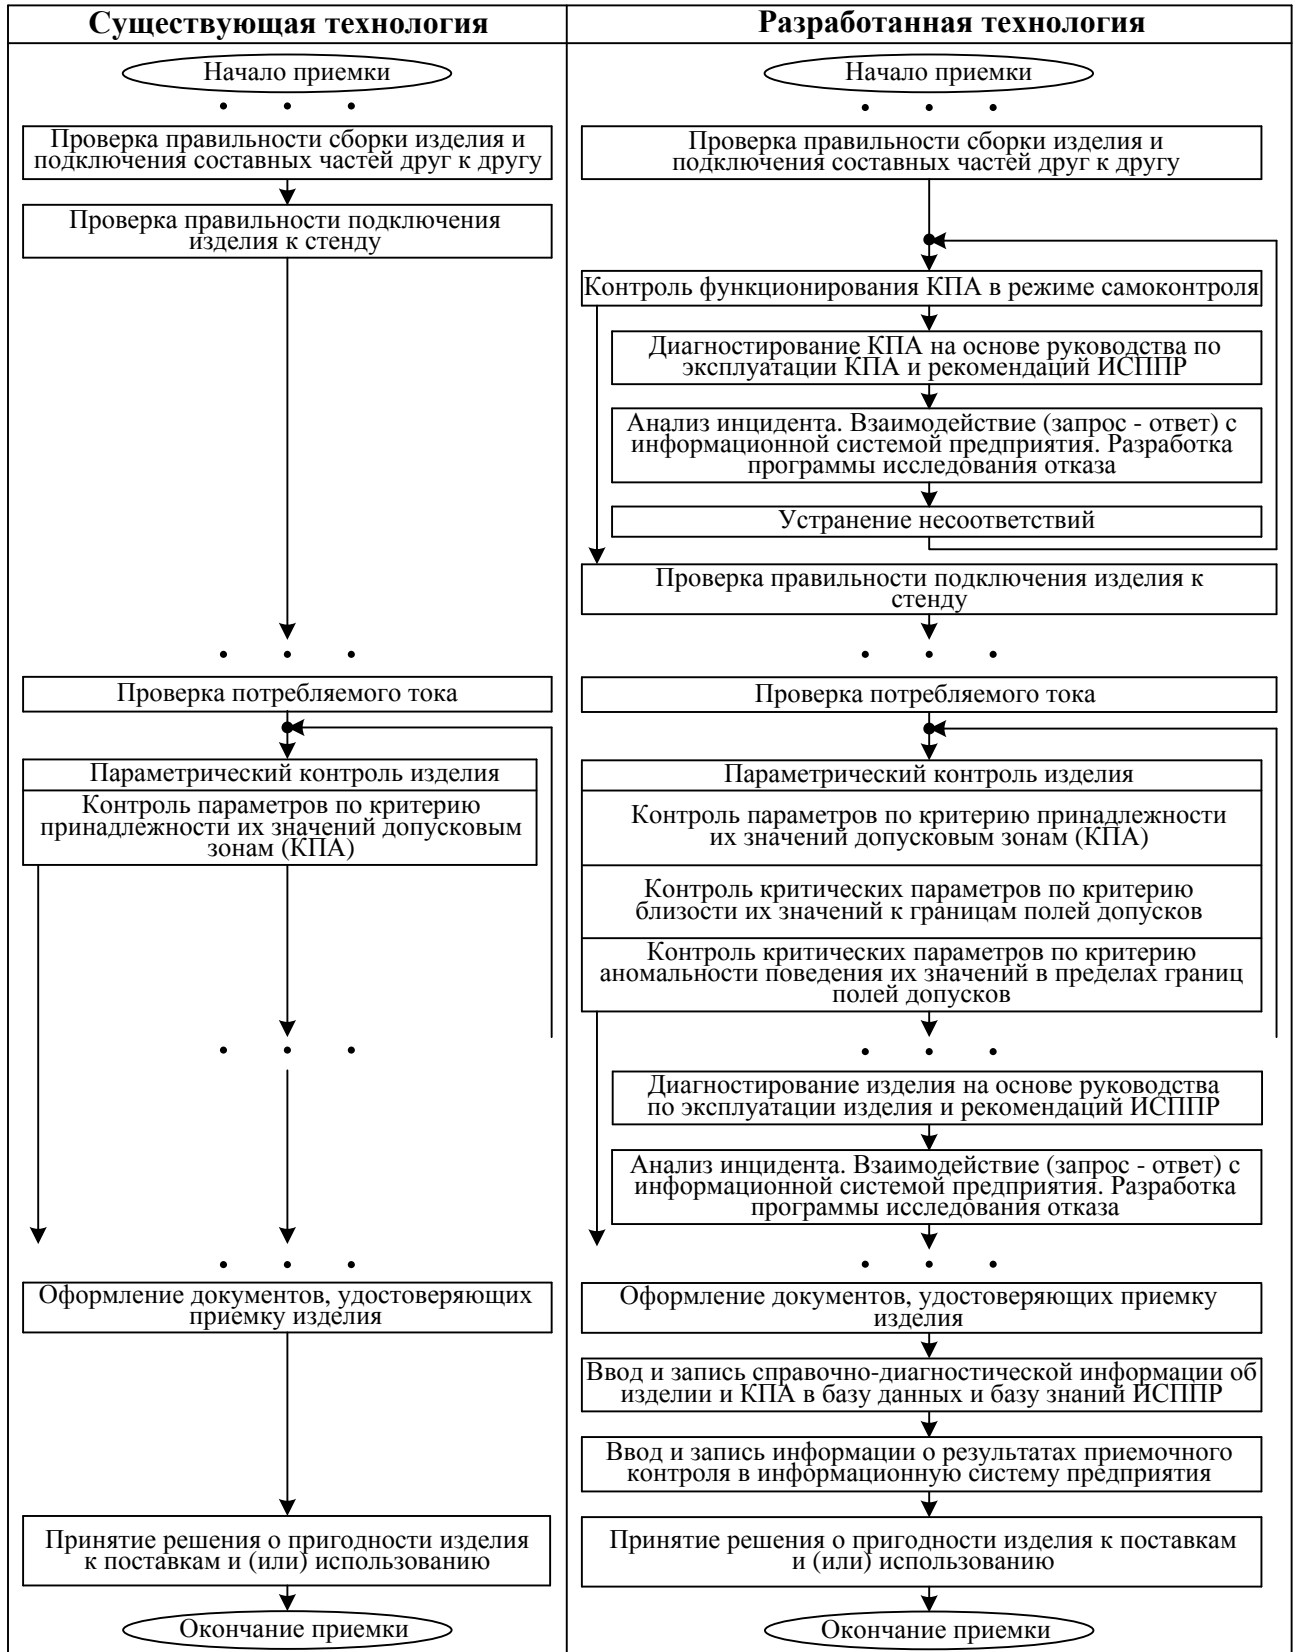 Существующая технология
Начало приемки
Проверка правильности сборки изделия и
подключения составных частей друг к другу
Проверка правильности подключения
изделия к стенду
Проверка потребляемого тока
Параметрический контроль изделия
Контроль параметров по критерию
принадлежности их значений допусковым
зонам (КПА)
Оформление документов, удостоверяющих
приемку изделия
Принятие решения о пригодности изделия
к поставкам и (или) использованию
Окончание приемки
Разработанная технология
Начало приемки
Проверка правильности сборки изделия и
подключения составных частей друг к другу
Контроль функционирования КПА в режиме самоконтроля
Диагностирование КПА на основе руководства по
эксплуатации КПА и рекомендаций ИСППР
Анализ инцидента. Взаимодействие (запрос - ответ) с
информационной системой предприятия. Разработка
программы исследования отказа
Устранение несоответствий
Проверка правильности подключения изделия к
стенду
Проверка потребляемого тока
Параметрический контроль изделия
Контроль параметров по критерию принадлежности
их значений допусковым зонам (КПА)
Контроль критических параметров по критерию
близости их значений к границам полей допусков
Контроль критических параметров по критерию
аномальности поведения их значений в пределах границ
полей допусков
Диагностирование изделия на основе руководства
по эксплуатации изделия и рекомендаций ИСППР
Анализ инцидента. Взаимодействие (запрос - ответ) с
информационной системой предприятия. Разработка
программы исследования отказа
Оформление документов, удостоверяющих приемку
изделия
Ввод и запись справочно-диагностической информации об
изделии и КПА в базу данных и базу знаний ИСППР
Ввод и запись информации о результатах приемочного
контроля в информационную систему предприятия
Принятие решения о пригодности изделия к поставкам
и (или) использованию
Окончание приемки